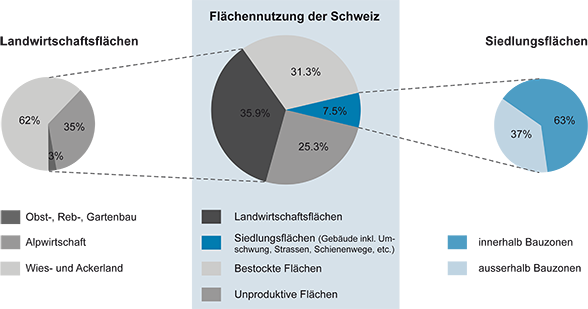 Flächennutzung der Schweiz
Landwirtschaftsflächen
Siedlungsflächen
62%
35%
3%
31.3%
35.9%
7.5%
25.3%
63%
37%
Obst-, Reb-, Gartenbau
Alpwirtschaft
Wies- und Ackerland
Landwirtschaftsflächen
Siedlungsflächen (Gebäude inkl. Um-
schwung, Strassen, Schienenwege, etc.)
Bestockte Flächen
Unproduktive Flächen
innerhalb Bauzonen
ausserhalb Bauzonen